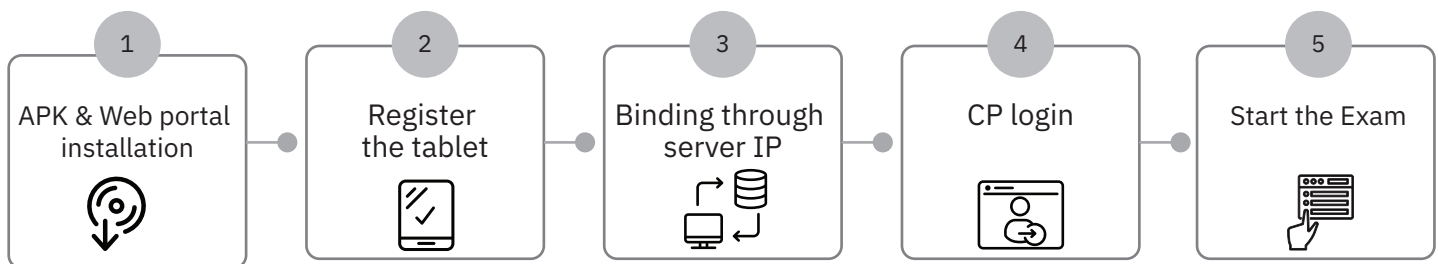 1
APK & Web portal
installation
2
Register
the tablet
3
Binding through
server IP
4
CP login
5
Start the Exam